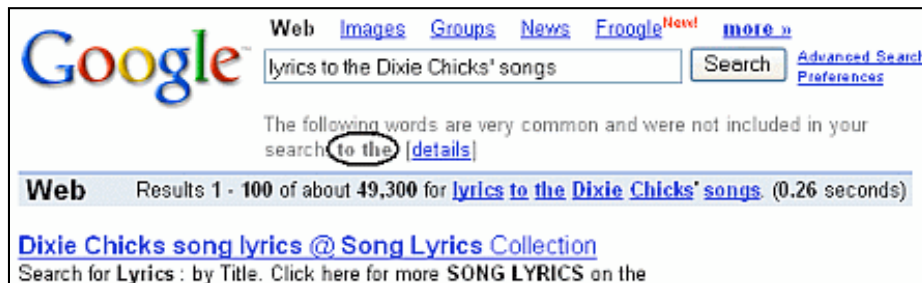 Google™
Web Images Groups News Froogle New! more »
lyrics to the Dixie Chicks' songs Search Advanced Search
Preferences
The following words are very common and were not included in your
search to the [details]
Web Results 1 - 100 of about 49,300 for lyrics to the Dixie Chicks' songs. (0.26 seconds)
Dixie Chicks song lyrics @ Song Lyrics Collection
Search for Lyrics : by Title. Click here for more SONG LYRICS on the